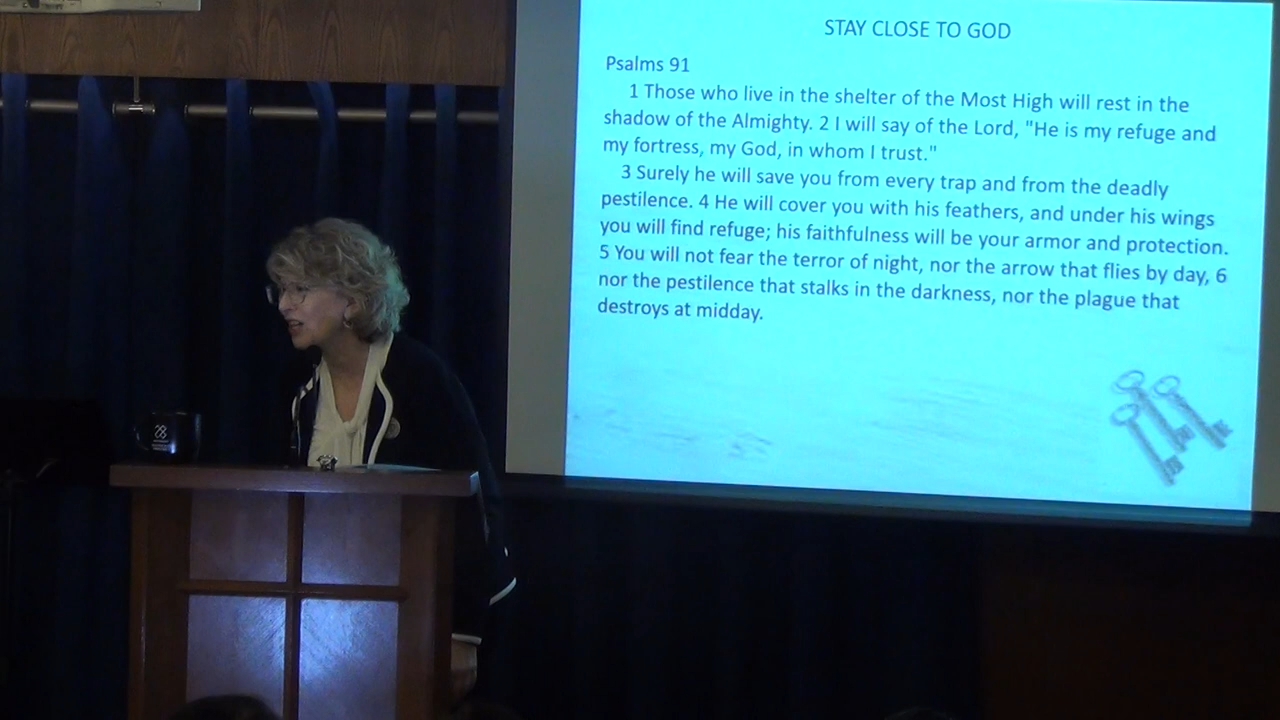 STAY CLOSE TO GOD
Psalms 91
1 Those who live in the shelter of the Most High will rest in the
shadow of the Almighty. 2 I will say of the Lord, "He is my refuge and
my fortress, my God, in whom I trust."
3 Surely he will save you from every trap and from the deadly
pestilence. 4 He will cover you with his feathers, and under his wings
you will find refuge; his faithfulness will be your armor and protection.
5 You will not fear the terror of night, nor the arrow that flies by day, 6
nor the pestilence that stalks in the darkness, nor the plague that
destroys at midday.